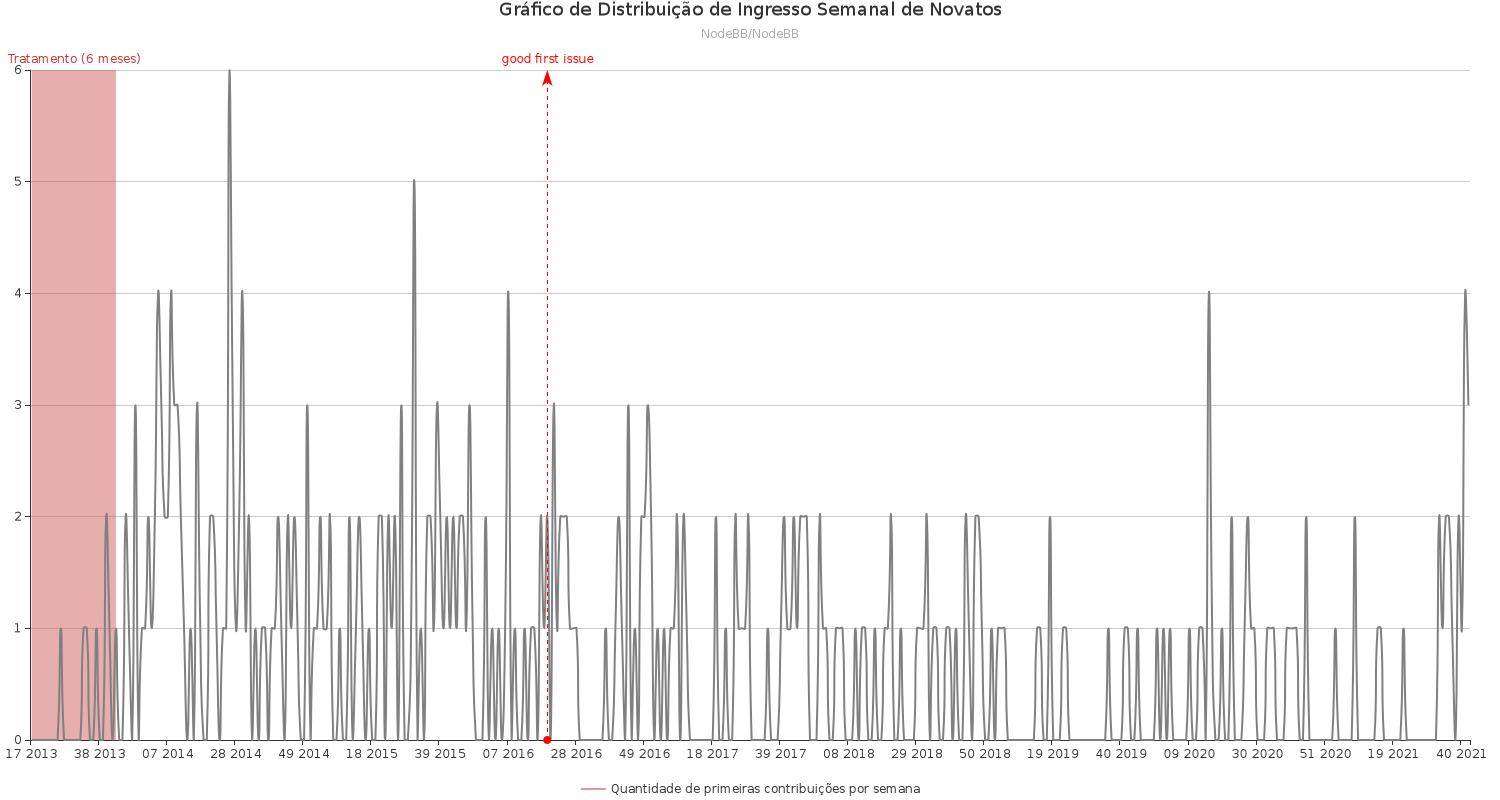 Gráfico de Distribuição de Ingresso Semanal de Novatos
NodeBB/NodeBB
Tratamento (6 meses)
good first issue
6
5
4
3
2
1
0
17 2013 38 2013 07 2014 28 2014 49 2014 18 2015 39 2015 07 2016 28 2016 49 2016 18 2017 39 2017 08 2018 29 2018 50 2018 19 2019 40 2019 09 2020 30 2020 51 2020 19 2021 40 2021
Quantidade de primeiras contribuições por semana